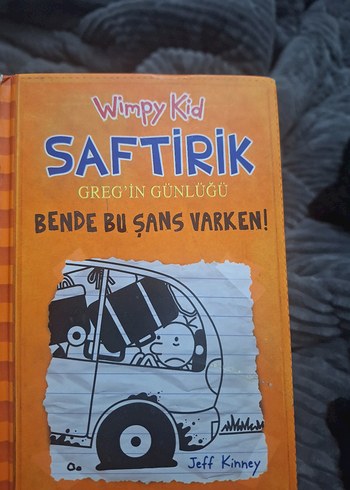 Wimpy Kid
SAFTİRİK
GREG'İN GÜNLÜĞÜ
BENDE BU ŞANS VARKEN!
Jeff Kinney